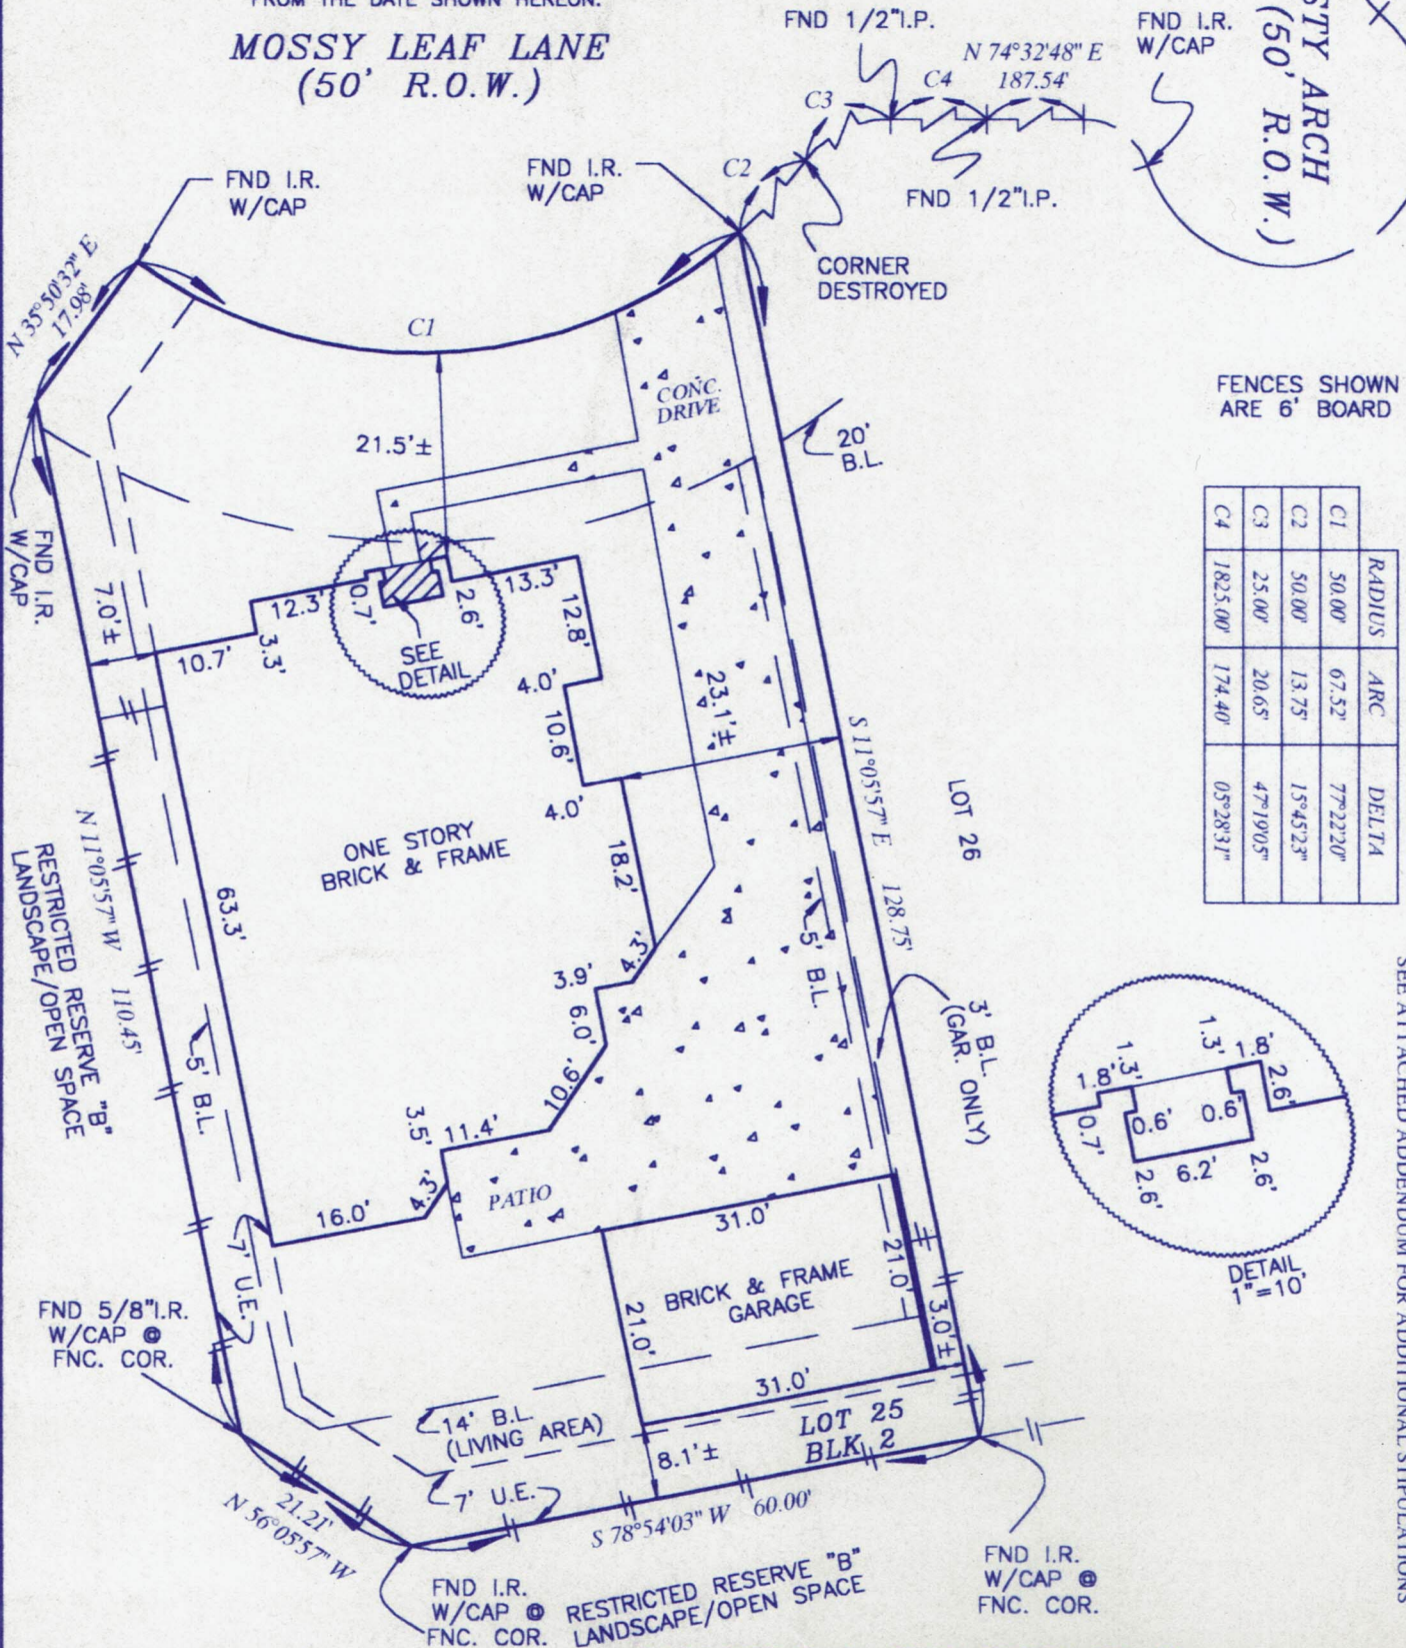 FROM THE DATE SHOWN HEREON.
MOSSY LEAF LANE
(50' R.O.W.)
FND 1/2"I.P.
FND I.R.
W/CAP
STY ARCH
(50' R.O.W.)
N 74°32'48" E
187.54'
C4
C3
C2
FND 1/2"I.P.
FND I.R.
W/CAP
FND I.R.
W/CAP
CORNER
DESTROYED
N 35°50'32" E
17.98'
C1
CONC.
DRIVE
FENCES SHOWN
ARE 6' BOARD
21.5'±
20'
B.L.
FND I.R.
W/CAP
RADIUS ARC DELTA
C1 50.00' 67.52' 77°22'20"
C2 50.00' 13.75' 15°45'23"
C3 25.00' 20.65' 47°19'05"
C4 1825.00' 174.40' 05°28'31"
7.0'±
10.7'
3.3'
12.3'
0.7'
2.6'
13.3'
12.8'
SEE
DETAIL
4.0'
10.6'
4.0'
23.1'±
S 11°05'57" E 128.75'
LOT 26
ONE STORY
BRICK & FRAME
18.2'
63.3'
N 11°05'57" W 110.45'
RESTRICTED RESERVE "B"
LANDSCAPE/OPEN SPACE
5' B.L.
5' B.L.
4.3'
3.9'
6.0'
10.6'
3' B.L.
(GAR. ONLY)
SEE ATTACHED ADDENDUM FOR ADDITIONAL STIPULATIONS
3.5'
11.4'
4.3'
16.0'
PATIO
1.8'
1.3'
1.3'
1.8'
2.6'
0.7'
0.6'
0.6'
2.6'
6.2'
2.6'
DETAIL
1"=10'
31.0'
21.0'
BRICK & FRAME
GARAGE
21.0'
3.0'±
31.0'
7' U.E.
FND 5/8"I.R.
W/CAP @
FNC. COR.
14' B.L.
(LIVING AREA)
LOT 25
BLK 2
8.1'±
7' U.E.
21.21'
N 56°05'57" W
S 78°54'03" W 60.00'
FND I.R.
W/CAP @
FNC. COR.
RESTRICTED RESERVE "B"
LANDSCAPE/OPEN SPACE
FND I.R.
W/CAP @
FNC. COR.